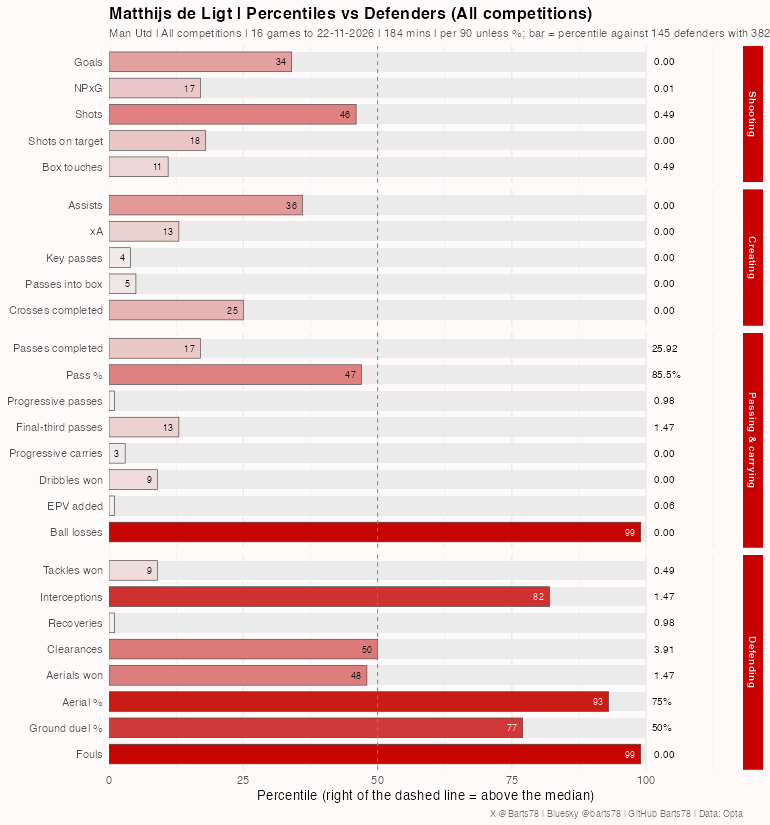 Matthijs de Ligt | Percentiles vs Defenders (All competitions)
Man Utd | All competitions | 16 games to 22-11-2026 | 184 mins | per 90 unless %; bar = percentile against 145 defenders with 382
Goals 34 0.00
NPxG 17 0.01
Shots 46 0.49
Shots on target 18 0.00
Box touches 11 0.49
Shooting
Assists 36 0.00
xA 13 0.00
Key passes 4 0.00
Passes into box 5 0.00
Crosses completed 25 0.00
Creating
Passes completed 17 25.92
Pass % 47 85.5%
Progressive passes 0.98
Final-third passes 13 1.47
Progressive carries 3 0.00
Dribbles won 9 0.00
EPV added 0.06
Ball losses 99 0.00
Passing & carrying
Tackles won 9 0.49
Interceptions 82 1.47
Recoveries 0.98
Clearances 50 3.91
Aerials won 48 1.47
Aerial % 93 75%
Ground duel % 77 50%
Fouls 99 0.00
Defending
0 25 50 75 100
Percentile (right of the dashed line = above the median)
X @Barts78 | Bluesky @barts78 | GitHub Barts78 | Data: Opta